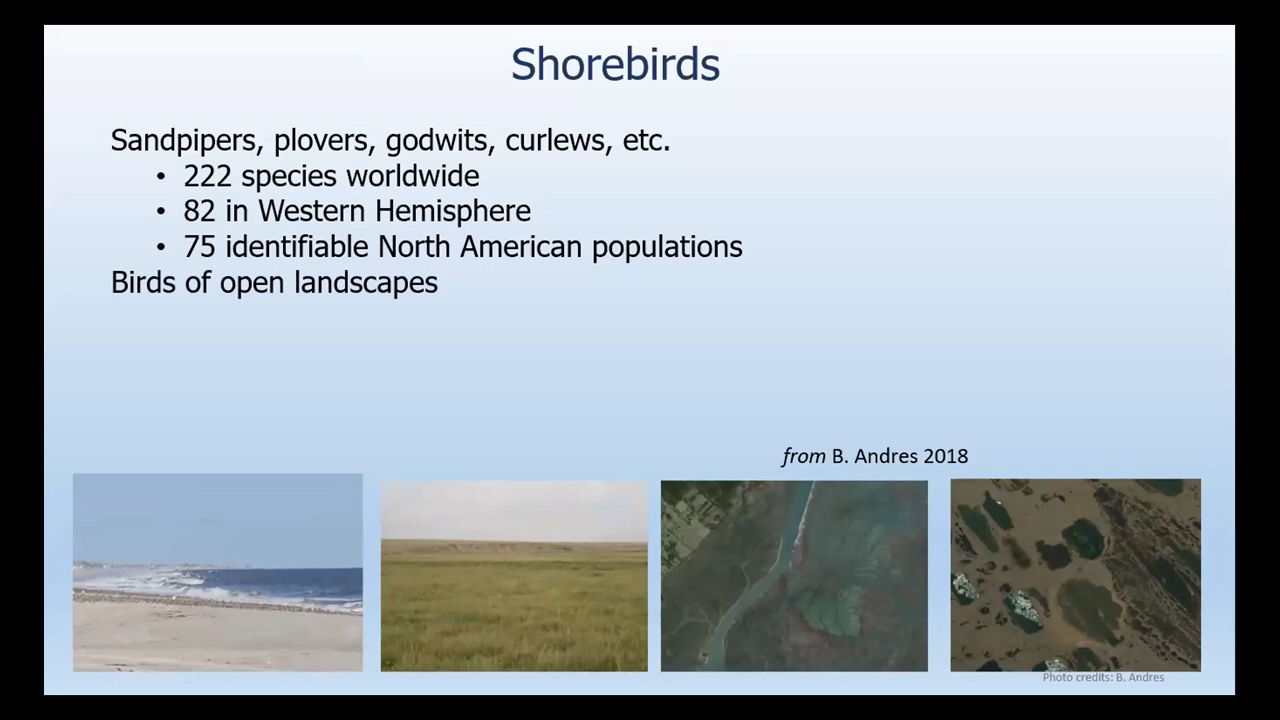 Shorebirds
Sandpipers, plovers, godwits, curlews, etc.
• 222 species worldwide
• 82 in Western Hemisphere
• 75 identifiable North American populations
Birds of open landscapes
from B. Andres 2018
Photo credits: B. Andres